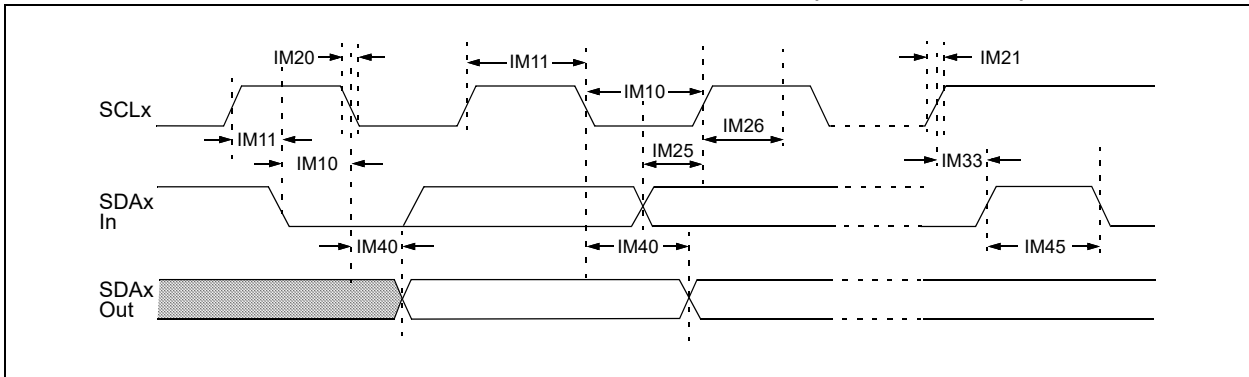 IM20
IM11
IM21
IM10
SCLx
IM11
IM26
IM10
IM25
IM33
SDAx
In
IM40
IM40
IM45
SDAx
Out